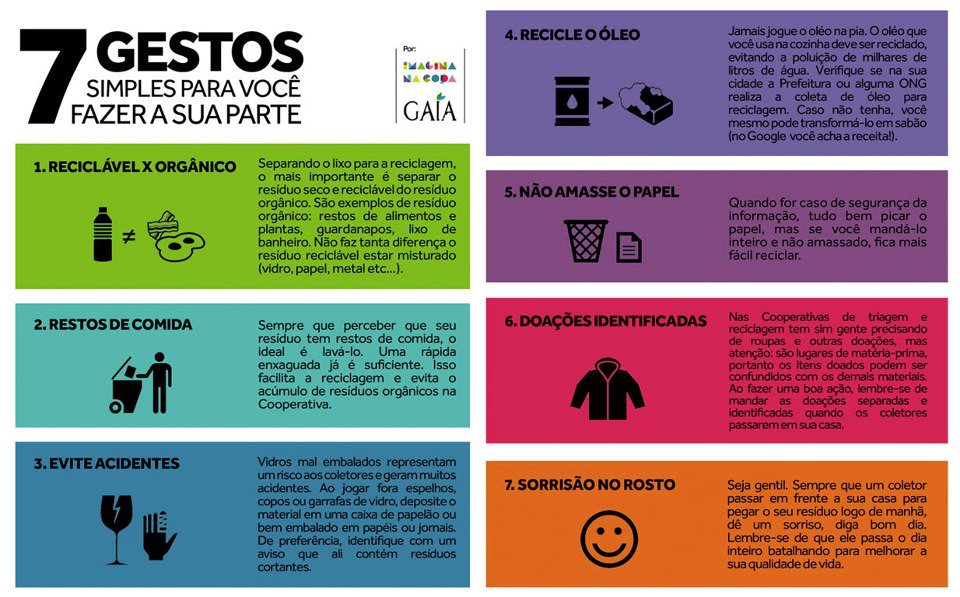 7 GESTOS
SIMPLES PARA VOCÊ
FAZER A SUA PARTE
Por:
IMAGINA
NA COPA
GAÍA
1. RECICLÁVEL X ORGÂNICO
Separando o lixo para a reciclagem,
o mais importante é separar o
resíduo seco e reciclável do resíduo
orgânico. São exemplos de resíduo
orgânico: restos de alimentos e
plantas, guardanapos, lixo de
banheiro. Não faz tanta diferença o
resíduo reciclável estar misturado
(vidro, papel, metal etc...).
≠
2. RESTOS DE COMIDA
Sempre que perceber que seu
resíduo tem restos de comida, o
ideal é lavá-lo. Uma rápida
enxaguada já é suficiente. Isso
facilita a reciclagem e evita o
acúmulo de resíduos orgânicos na
Cooperativa.
3. EVITE ACIDENTES
Vidros mal embalados representam
um risco aos coletores e geram muitos
acidentes. Ao jogar fora espelhos,
copos ou garrafas de vidro, deposite o
material em uma caixa de papelão ou
bem embalado em papéis ou jornais.
De preferência, identifique com um
aviso que ali contém resíduos
cortantes.
4. RECICLE O ÓLEO
Jamais jogue o óleo na pia. O óleo que
você usa na cozinha deve ser reciclado,
evitando a poluição de milhares de
litros de água. Verifique se na sua
cidade a Prefeitura ou alguma ONG
realiza a coleta de óleo para
reciclagem. Caso não tenha, você
mesmo pode transformá-lo em sabão
(no Google você acha a receita!).
5. NÃO AMASSE O PAPEL
Quando for caso de segurança da
informação, tudo bem picar o
papel, mas se você mandá-lo
inteiro e não amassado, fica mais
fácil reciclar.
6. DOAÇÕES IDENTIFICADAS
Nas Cooperativas de triagem e
reciclagem tem sim gente precisando
de roupas e outras doações, mas
atenção: são lugares de matéria-prima,
portanto os ítens doados podem ser
confundidos com os demais materiais.
Ao fazer uma boa ação, lembre-se de
mandar as doações separadas e
identificadas quando os coletores
passarem em sua casa.
7. SORRISÃO NO ROSTO
Seja gentil. Sempre que um coletor
passar em frente a sua casa para
pegar o seu resíduo logo de manhã,
dê um sorriso, diga bom dia.
Lembre-se de que ele passa o dia
inteiro batalhando para melhorar a
sua qualidade de vida.